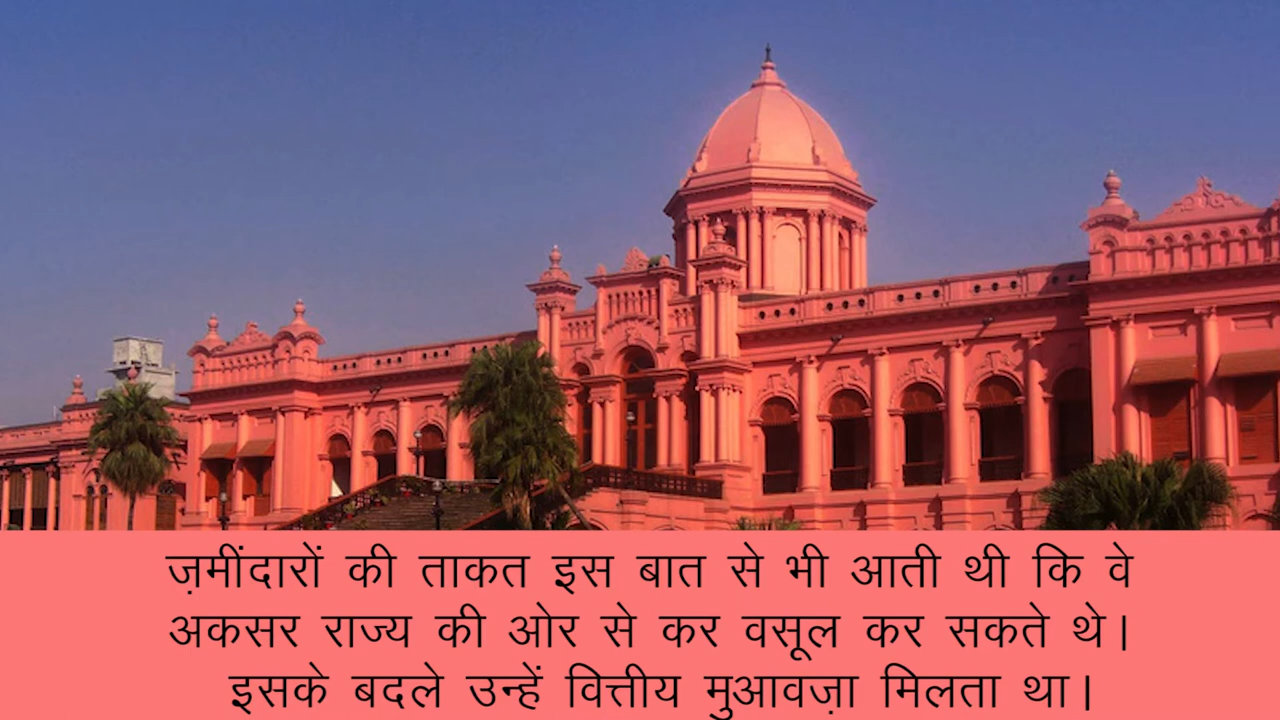 ज़मींदारों की ताकत इस बात से भी आती थी कि वे
अकसर राज्य की ओर से कर वसूल कर सकते थे।
इसके बदले उन्हें वित्तीय मुआवज़ा मिलता था।